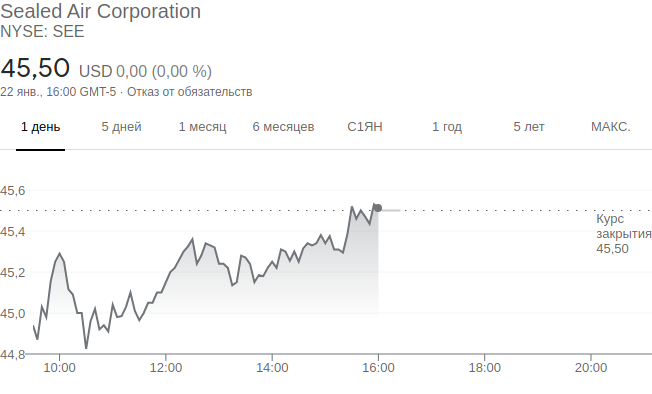 Sealed Air Corporation
NYSE: SEE
45,50 USD 0,00 (0,00 %)
22 янв., 16:00 GMT-5 · Отказ от обязательств
1 день 5 дней 1 месяц 6 месяцев С1ЯН 1 год 5 лет МАКС.
45,6
Курс
закрытия
45,50
45,4
45,2
45,0
44,8
10:00 12:00 14:00 16:00 18:00 20:00